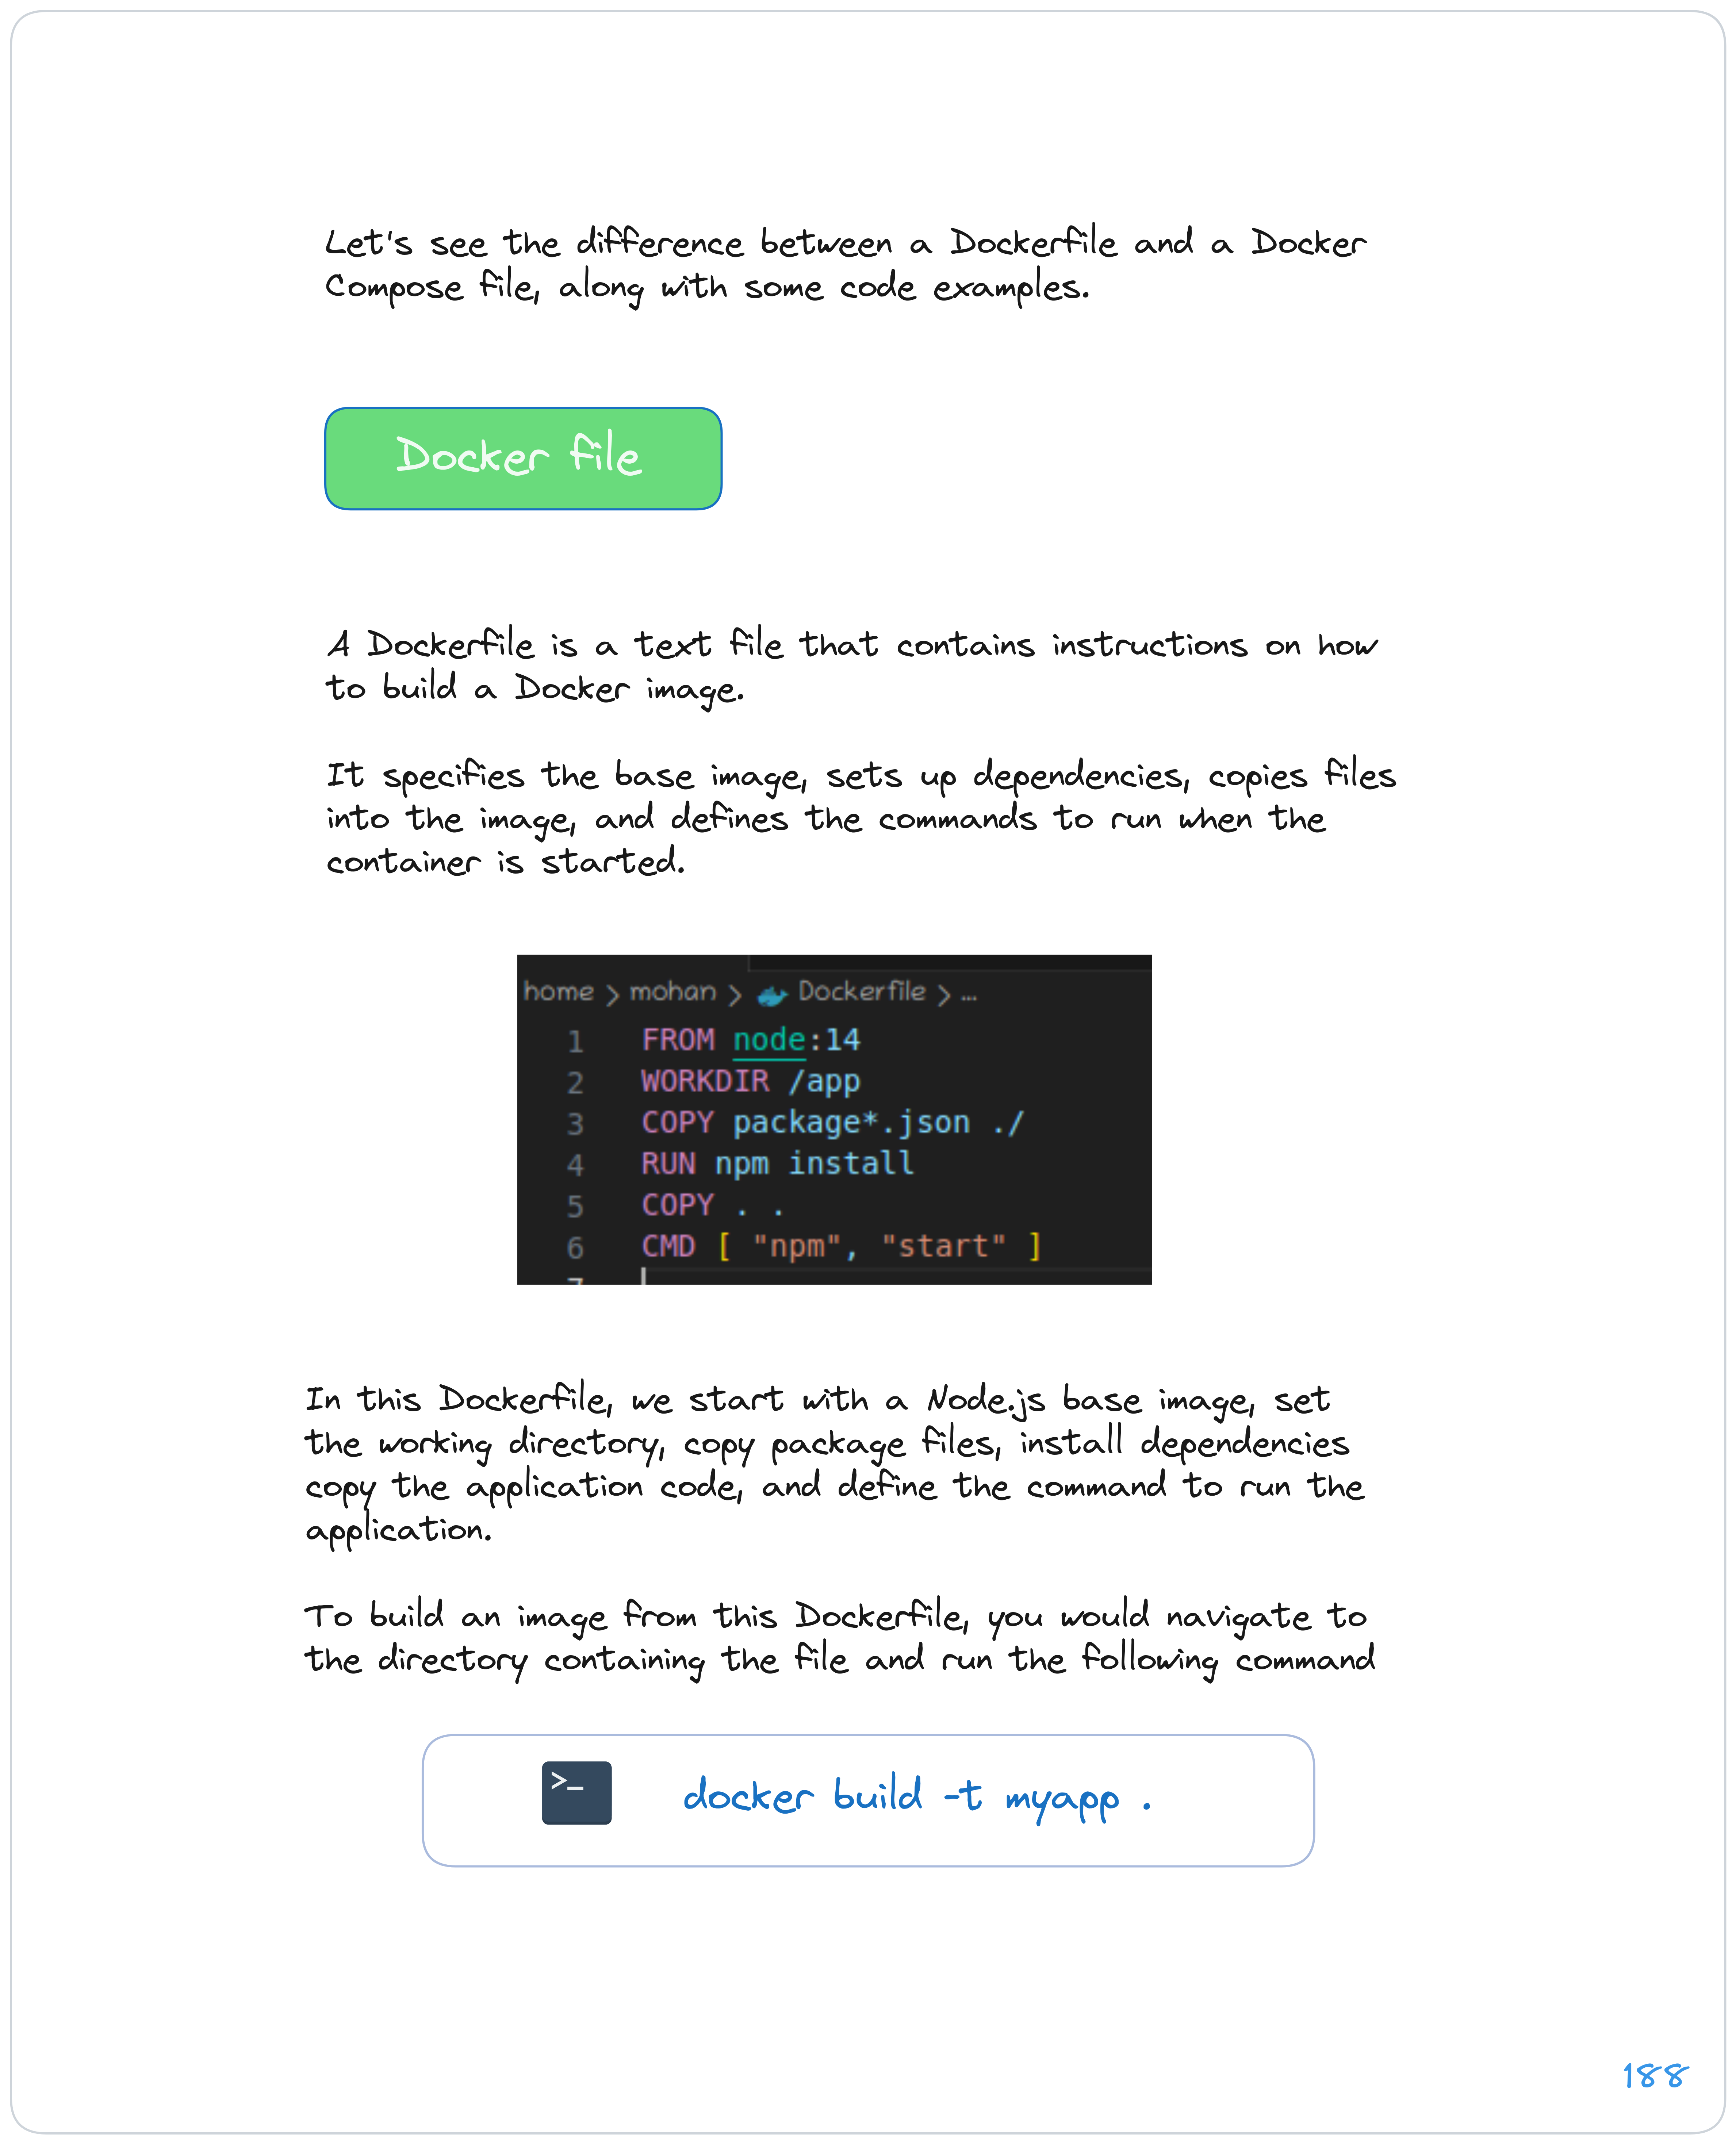 Let's see the difference between a Dockerfile and a Docker
Compose file, along with some code examples.
Docker file
A Dockerfile is a text file that contains instructions on how
to build a Docker image.
It specifies the base image, sets up dependencies, copies files
into the image, and defines the commands to run when the
container is started.
home > mohan > Dockerfile > ...
1 FROM node:14
2 WORKDIR /app
3 COPY package*.json ./
4 RUN npm install
5 COPY . .
6 CMD [ "npm", "start" ]
In this Dockerfile, we start with a Node.js base image, set
the working directory, copy package files, install dependencies
copy the application code, and define the command to run the
application.
To build an image from this Dockerfile, you would navigate to
the directory containing the file and run the following command
>_ docker build -t myapp .
188